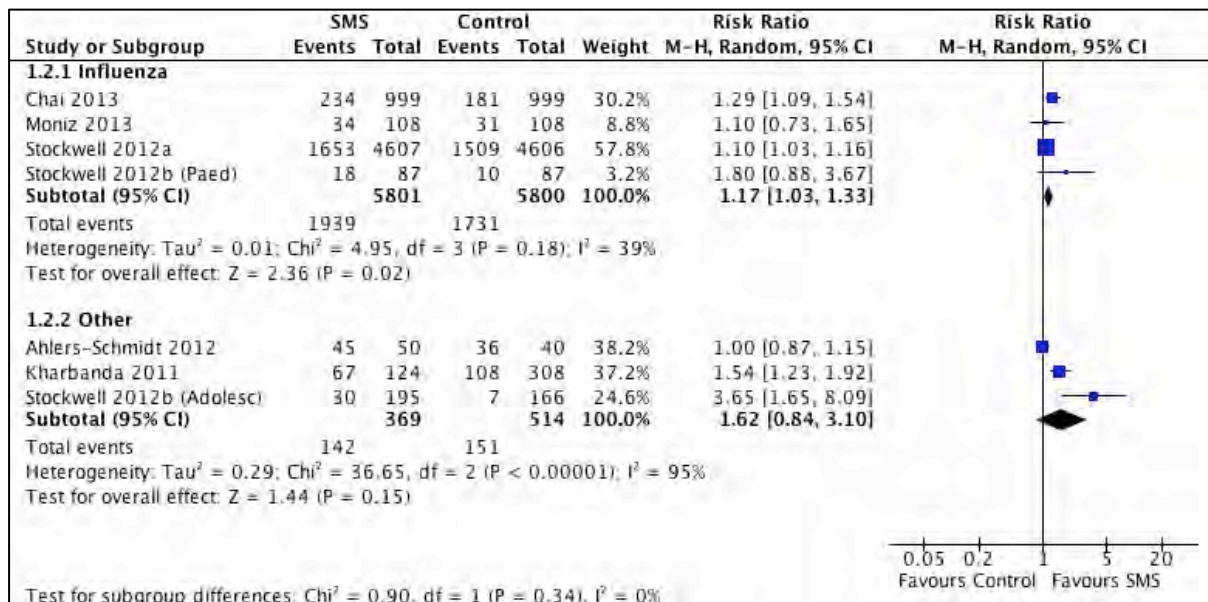 SMS Control Risk Ratio Risk Ratio
Study or Subgroup Events Total Events Total Weight M-H, Random, 95% CI M-H, Random, 95% CI
1.2.1 Influenza
Chai 2013 234 999 181 999 30.2% 1.29 [1.09, 1.54]
Moniz 2013 34 108 31 108 8.8% 1.10 [0.73, 1.65]
Stockwell 2012a 1653 4607 1509 4606 57.8% 1.10 [1.03, 1.16]
Stockwell 2012b (Paed) 18 87 10 87 3.2% 1.80 [0.88, 3.67]
Subtotal (95% CI) 5801 5800 100.0% 1.17 [1.03, 1.33]
Total events 1939 1731
Heterogeneity: Tau² = 0.01; Chi² = 4.95, df = 3 (P = 0.18); I² = 39%
Test for overall effect: Z = 2.36 (P = 0.02)
1.2.2 Other
Ahlers-Schmidt 2012 45 50 36 40 38.2% 1.00 [0.87, 1.15]
Kharbanda 2011 67 124 108 308 37.2% 1.54 [1.23, 1.92]
Stockwell 2012b (Adolesc) 30 195 7 166 24.6% 3.65 [1.65, 8.09]
Subtotal (95% CI) 369 514 100.0% 1.62 [0.84, 3.10]
Total events 142 151
Heterogeneity: Tau² = 0.29; Chi² = 36.65, df = 2 (P < 0.00001); I² = 95%
Test for overall effect: Z = 1.44 (P = 0.15)
0.05 0.2 1 5 20
Favours Control Favours SMS
Test for subgroup differences: Chi² = 0.90, df = 1 (P = 0.34), I² = 0%